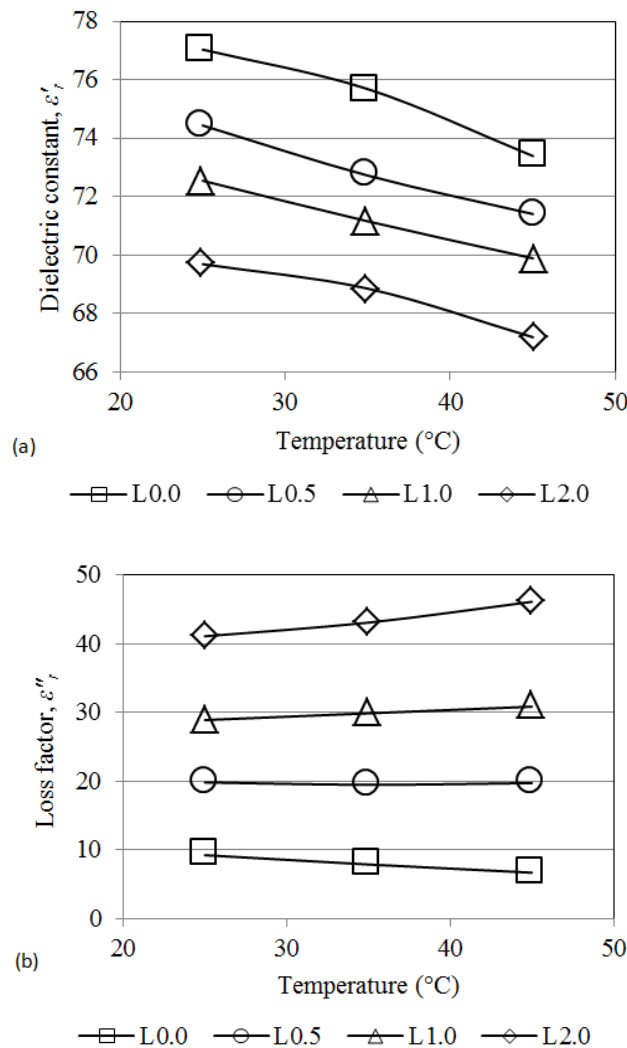 78
76
74
72
70
68
66
Dielectric constant, ε′r
20 30 40 50
Temperature (°C)
(a)
L0.0 L0.5 L1.0 L2.0
50
40
30
20
10
0
Loss factor, ε″r
20 30 40 50
Temperature (°C)
(b)
L0.0 L0.5 L1.0 L2.0